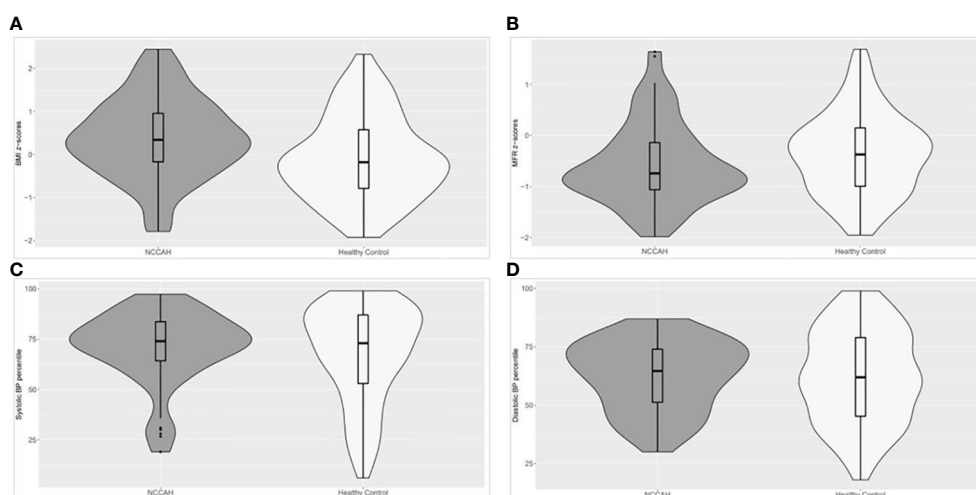 A
BMI z-scores
2
1
0
−1
−2
NCCAH
Healthy Control
B
MFR z-scores
1
0
−1
−2
NCCAH
Healthy Control
C
Systolic BP percentile
100
75
50
25
NCCAH
Healthy Control
D
Diastolic BP percentile
100
75
50
25
NCCAH
Healthy Control